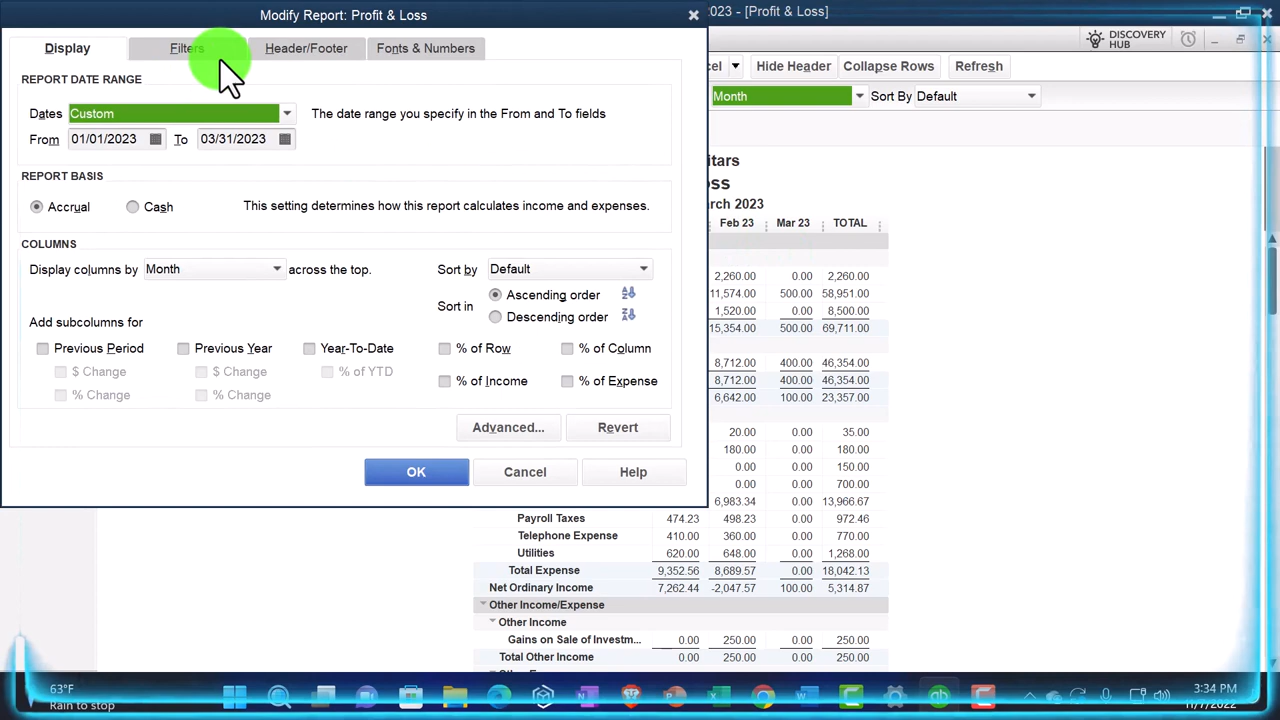 Modify Report: Profit & Loss
2023 - [Profit & Loss]
Display
Filters
Header/Footer
Fonts & Numbers
DISCOVERY
HUB
Hide Header
Collapse Rows
Refresh
REPORT DATE RANGE
Month
Sort By Default
Dates Custom
The date range you specify in the From and To fields
From 01/01/2023 To 03/31/2023
REPORT BASIS
Accrual
Cash
This setting determines how this report calculates income and expenses.
COLUMNS
Display columns by Month across the top.
Sort by Default
Sort in
Ascending order
Descending order
Add subcolumns for
Previous Period
Previous Year
Year-To-Date
% of Row
% of Column
$ Change
$ Change
% of YTD
% of Income
% of Expense
% Change
% Change
Advanced...
Revert
OK
Cancel
Help
2023
Feb 23 Mar 23 TOTAL
2,260.00 0.00 2,260.00
11,574.00 500.00 58,951.00
1,520.00 0.00 8,500.00
15,354.00 500.00 69,711.00
8,712.00 400.00 46,354.00
8,712.00 400.00 46,354.00
6,642.00 100.00 23,357.00
20.00 0.00 35.00
180.00 0.00 180.00
0.00 0.00 150.00
0.00 0.00 700.00
6,983.34 0.00 13,966.67
Payroll Taxes 474.23 498.23 0.00 972.46
Telephone Expense 410.00 360.00 0.00 770.00
Utilities 620.00 648.00 0.00 1,268.00
Total Expense 9,352.56 8,689.57 0.00 18,042.13
Net Ordinary Income 7,262.44 -2,047.57 100.00 5,314.87
Other Income/Expense
Other Income
Gains on Sale of Investm... 0.00 250.00 0.00 250.00
Total Other Income 0.00 250.00 0.00 250.00
63°F
Rain to stop
3:34 PM
11/7/2022